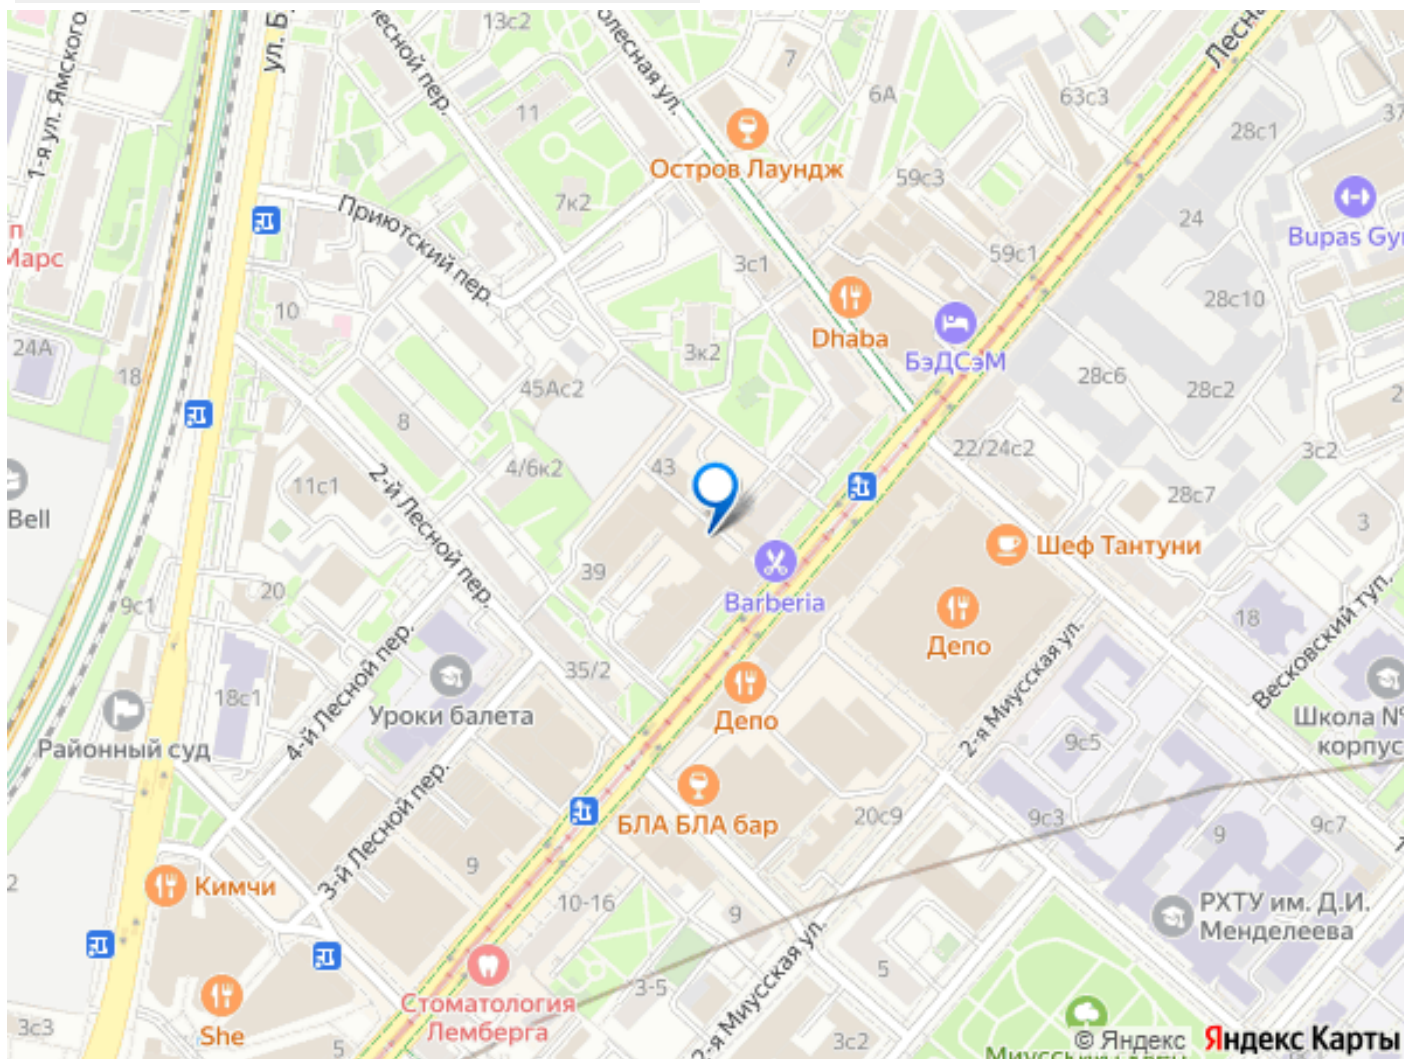 13с2
1-я ул. Ямского
ул. Б
Лесной пер.
олесная ул.
7
6А
63с3
Лесна
28с1
37
11
Остров Лаундж
59с3
7к2
24
Приютский пер.
Bupas Gy
п
Марс
3с1
59с1
10
28с10
Dhaba
БэДСэМ
24А
18
3к2
28с6
28с2
2
45Ас2
8
22/24с2
3с2
4/6к2
43
11с1
28с7
2-й Лесной пер.
Bell
3
Шеф Тантуни
39
20
9с1
Barberia
18
Депо
Весковский туп.
35/2
4-й Лесной пер.
18с1
Уроки балета
Депо
2-я Миусская ул.
Школа №
корпус
Районный суд
9с5
3-й Лесной пер.
БЛА БЛА бар
20с9
9с3
9
9с7
9
2
Кимчи
10-16
9
РХТУ им. Д.И.
Менделеева
2-я Миусская ул.
5
3-5
Стоматология
Лемберга
She
3с3
5
3с2
© Яндекс
Яндекс Карты